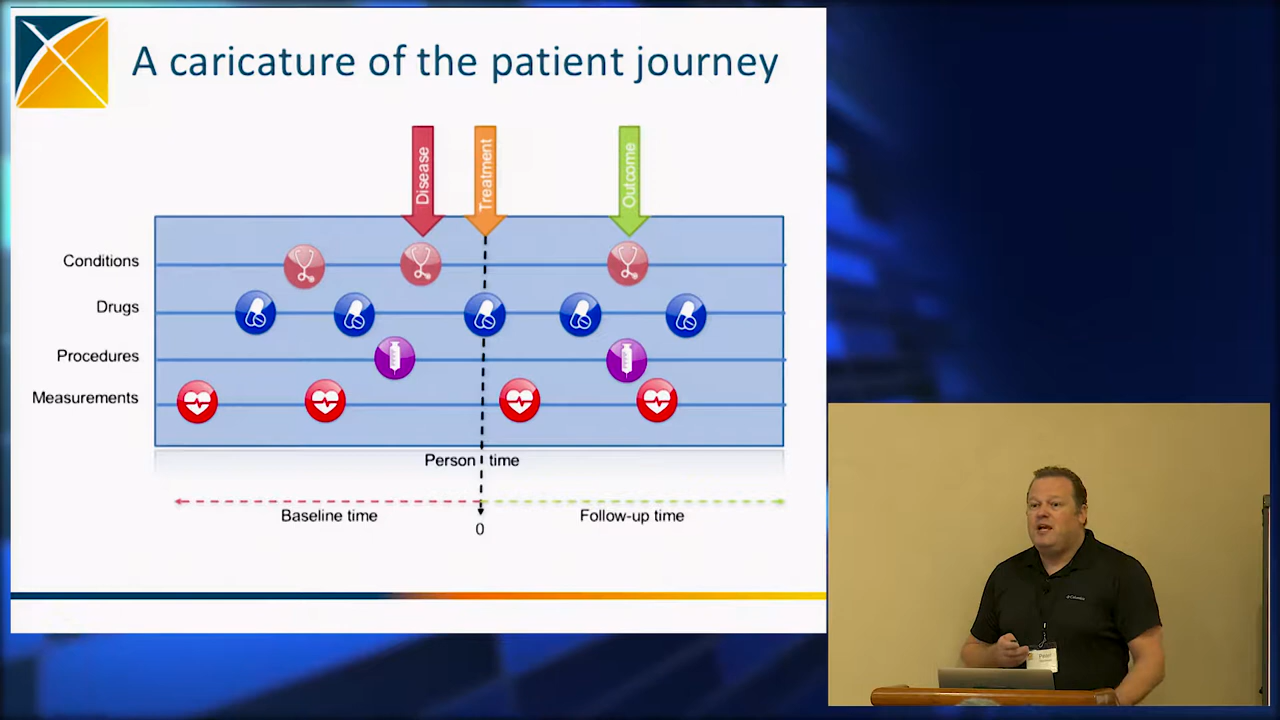 A caricature of the patient journey
Disease
Treatment
Outcome
Conditions
Drugs
Procedures
Measurements
Person time
Baseline time
Follow-up time
0
Columbia